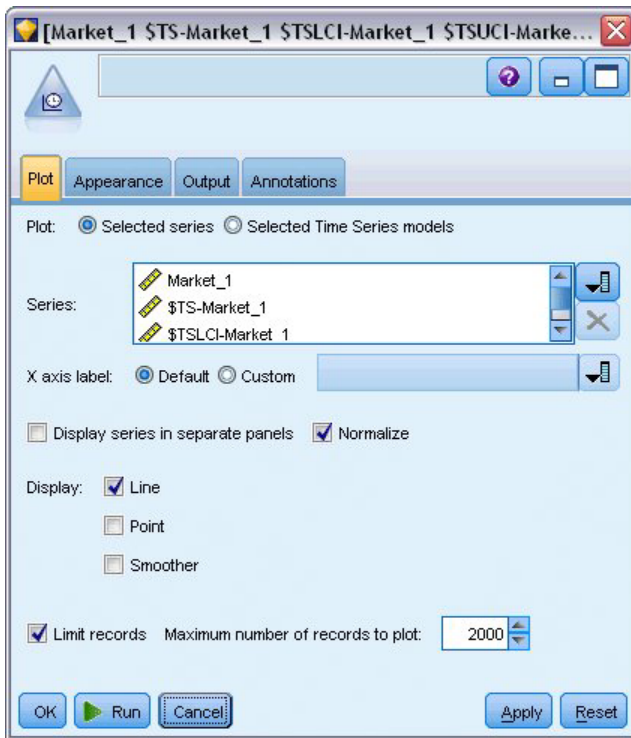 [Market_1 $TS-Market_1 $TSLCI-Market_1 $TSUCI-Marke...
Plot Appearance Output Annotations
Plot: Selected series Selected Time Series models
Series:
Market_1
$TS-Market_1
$TSLCI-Market_1
X axis label: Default Custom
Display series in separate panels Normalize
Display: Line
Point
Smoother
Limit records Maximum number of records to plot: 2000
OK Run Cancel Apply Reset